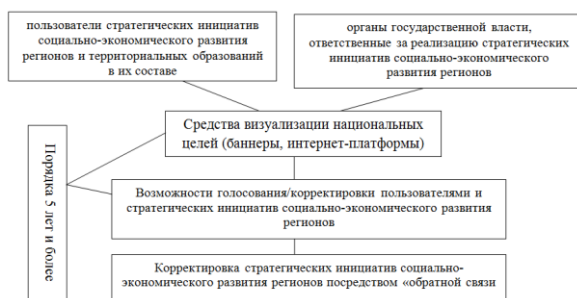 пользователи стратегических инициатив
социально-экономического развития
регионов и территориальных образований
в их составе
органы государственной власти,
ответственные за реализацию стратегических
инициатив социально-экономического
развития регионов
Средства визуализации национальных
целей (баннеры, интернет-платформы)
Порядка 5 лет и более
Возможности голосования/корректировки пользователями и
стратегических инициатив социально-экономического развития
регионов
Корректировка стратегических инициатив социально-
экономического развития регионов посредством «обратной связи